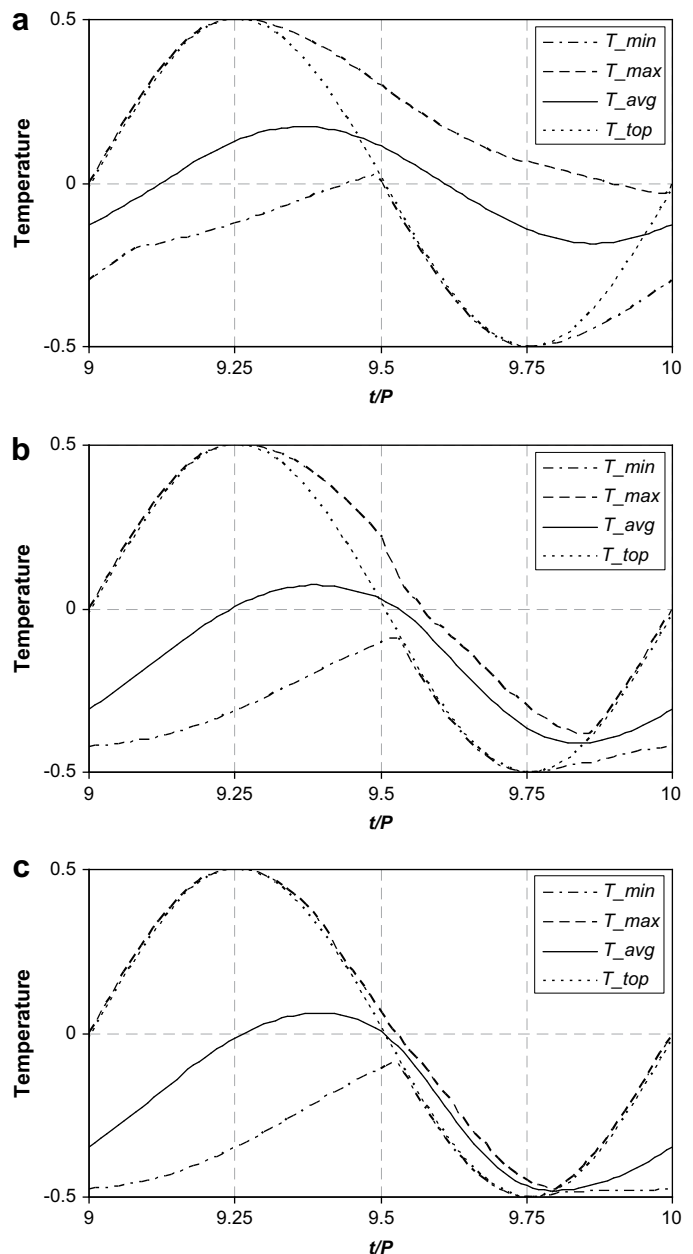 a
0.5
0
-0.5
Temperature
T_min
T_max
T_avg
T_top
9
9.25
9.5
9.75
10
t/P
b
0.5
0
-0.5
Temperature
T_min
T_max
T_avg
T_top
9
9.25
9.5
9.75
10
t/P
c
0.5
0
-0.5
Temperature
T_min
T_max
T_avg
T_top
9
9.25
9.5
9.75
10
t/P